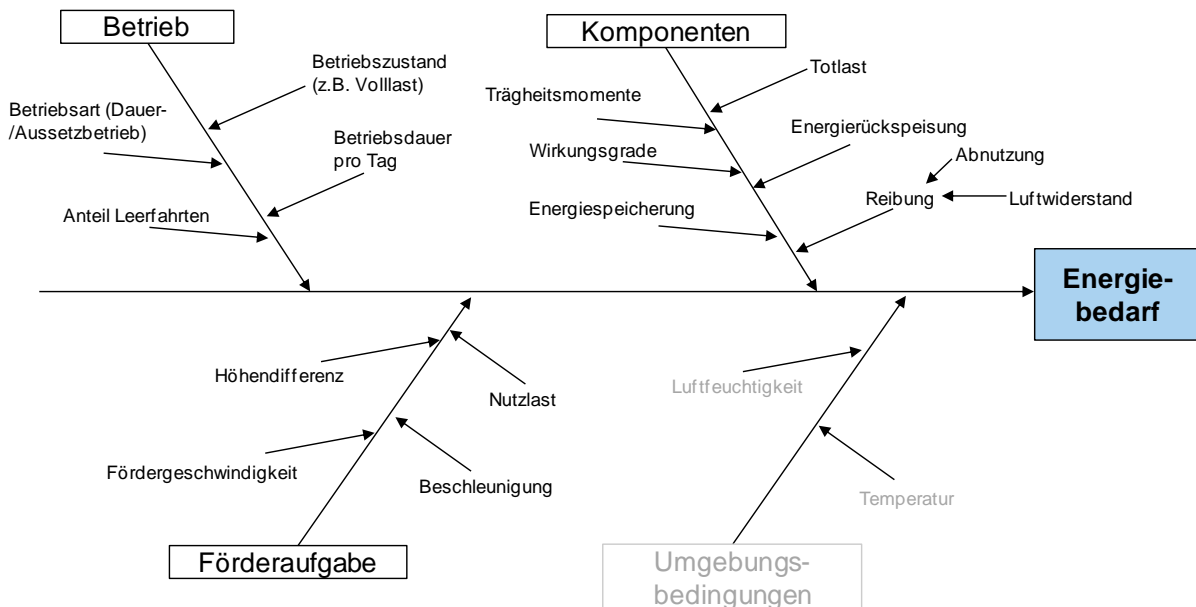 Betrieb
Komponenten
Betriebszustand
(z.B. Volllast)
Betriebsart (Dauer-
/Aussetzbetrieb)
Betriebsdauer
pro Tag
Anteil Leerfahrten
Totlast
Trägheitsmomente
Energierückspeisung
Wirkungsgrade
Abnutzung
Reibung
Luftwiderstand
Energiespeicherung
Energie-
bedarf
Höhendifferenz
Nutzlast
Fördergeschwindigkeit
Beschleunigung
Luftfeuchtigkeit
Temperatur
Förderaufgabe
Umgebungs-
bedingungen